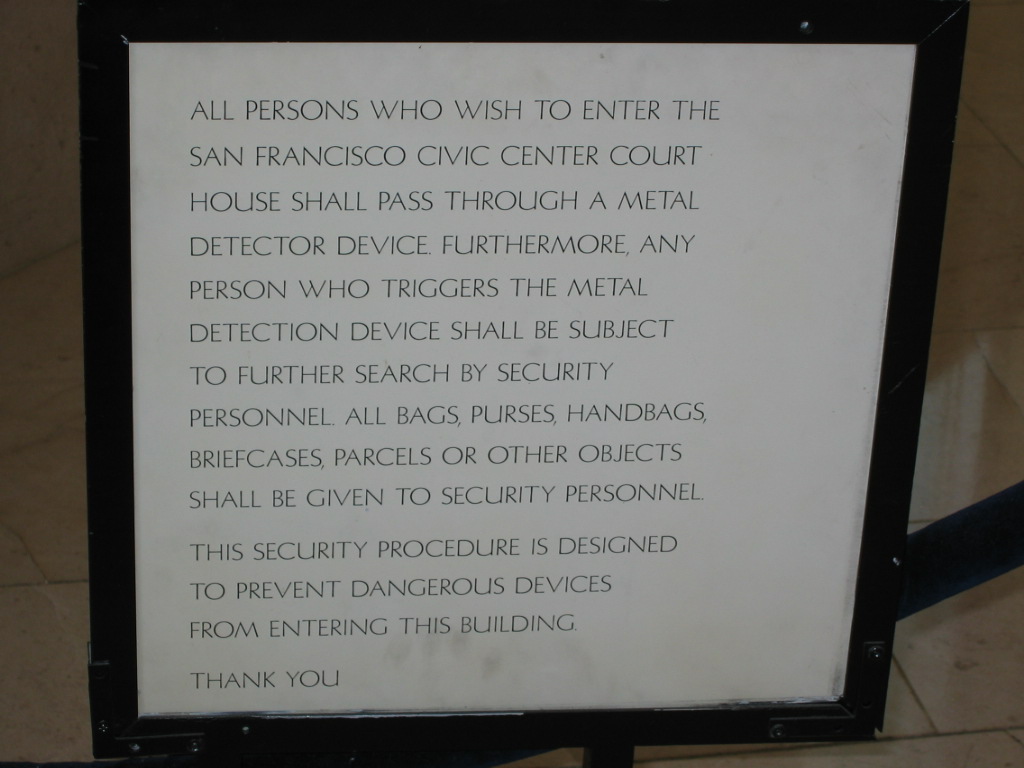 ALL PERSONS WHO WISH TO ENTER THE
SAN FRANCISCO CIVIC CENTER COURT
HOUSE SHALL PASS THROUGH A METAL
DETECTOR DEVICE. FURTHERMORE, ANY
PERSON WHO TRIGGERS THE METAL
DETECTION DEVICE SHALL BE SUBJECT
TO FURTHER SEARCH BY SECURITY
PERSONNEL. ALL BAGS, PURSES, HANDBAGS,
BRIEFCASES, PARCELS OR OTHER OBJECTS
SHALL BE GIVEN TO SECURITY PERSONNEL.
THIS SECURITY PROCEDURE IS DESIGNED
TO PREVENT DANGEROUS DEVICES
FROM ENTERING THIS BUILDING.
THANK YOU